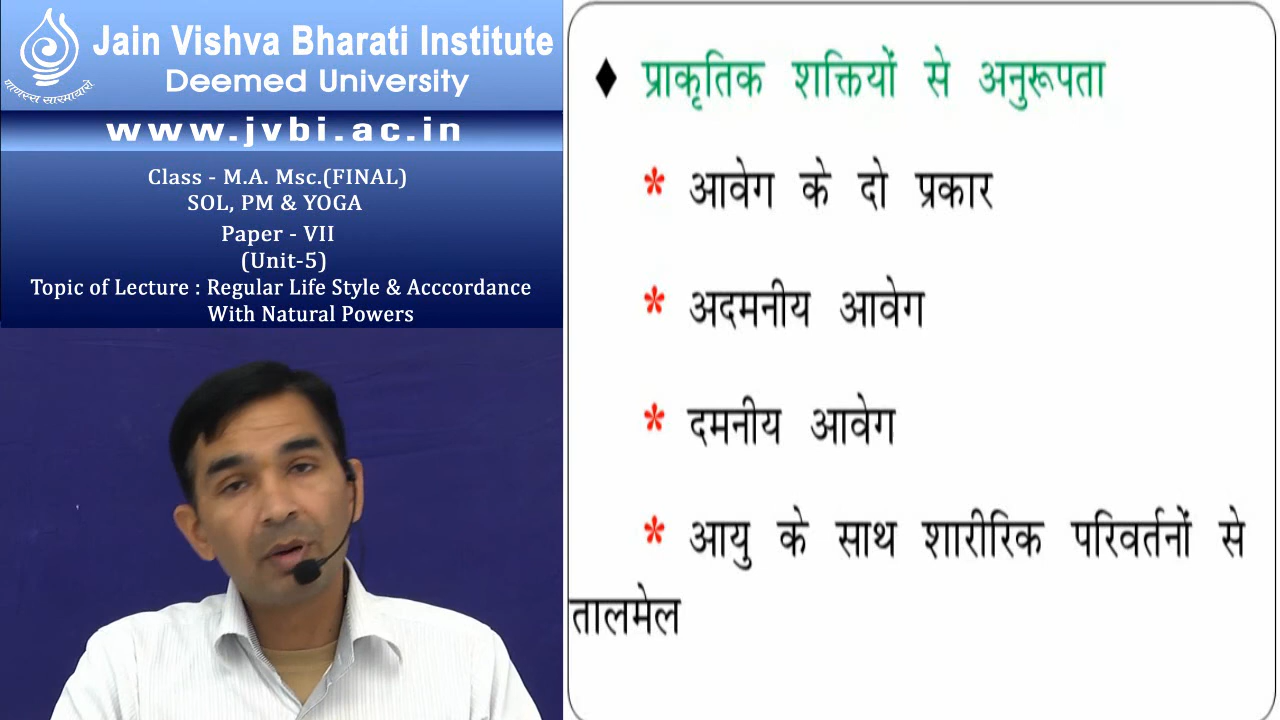 Jain Vishva Bharati Institute
Deemed University
णाणस्स सारमायारो
www.jvbi.ac.in
Class - M.A. Msc.(FINAL)
SOL, PM & YOGA
Paper - VII
(Unit-5)
Topic of Lecture : Regular Life Style & Acccordance
With Natural Powers
♦ प्राकृतिक शक्तियों से अनुरूपता
* आवेग के दो प्रकार
* अदमनीय आवेग
* दमनीय आवेग
* आयु के साथ शारीरिक परिवर्तनों से
तालमेल